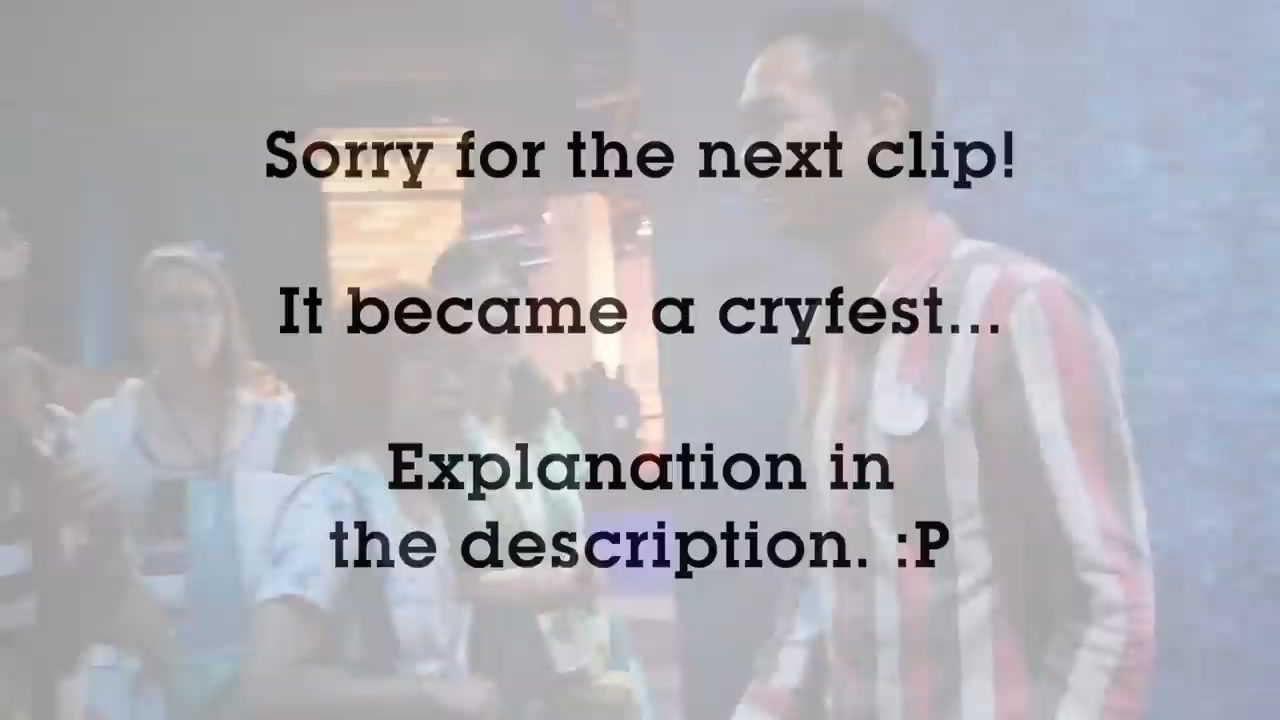 Sorry for the next clip!
It became a cryfest...
Explanation in
the description. :P